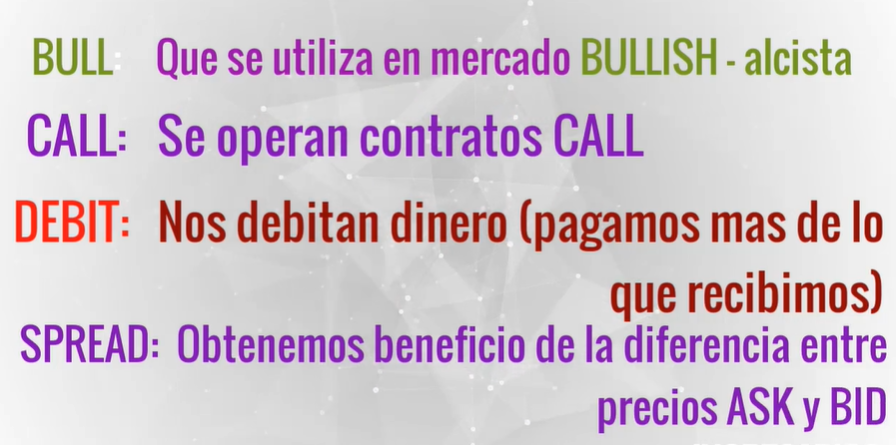 BULL: Que se utiliza en mercado BULLISH - alcista
CALL: Se operan contratos CALL
DEBIT: Nos debitan dinero (pagamos mas de lo
que recibimos)
SPREAD: Obtenemos beneficio de la diferencia entre
precios ASK y BID